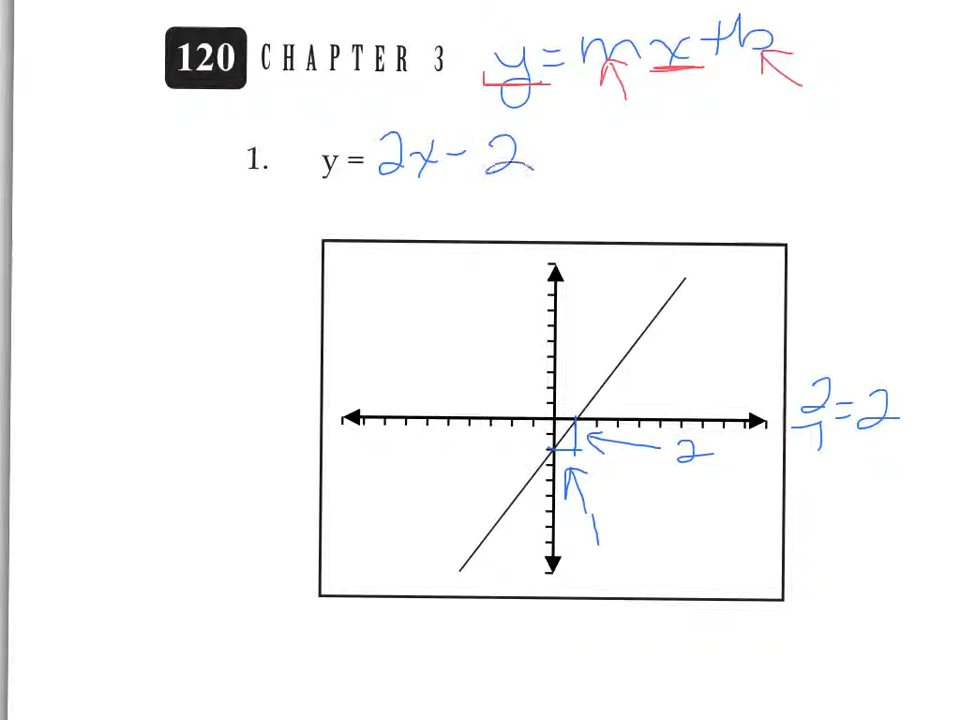 120 CHAPTER 3 y = mx + b
1. y = 2x - 2
2/1 = 2
2
1